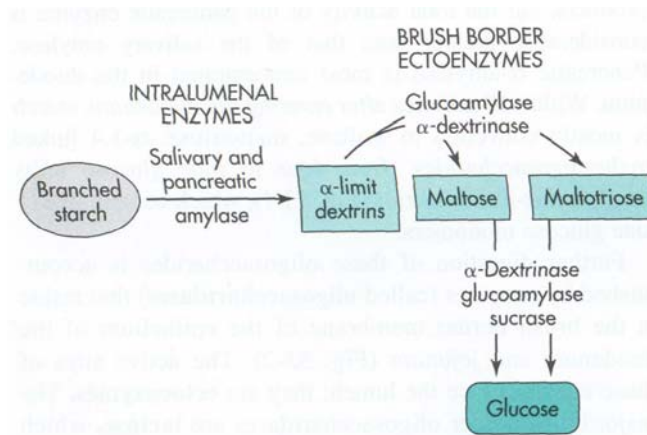 BRUSH BORDER
ECTOENZYMES
INTRALUMENAL
ENZYMES
Glucoamylase
α-dextrinase
Salivary and
pancreatic
amylase
Branched
starch
α-limit
dextrins
Maltose
Maltotriose
α-Dextrinase
glucoamylase
sucrase
Glucose